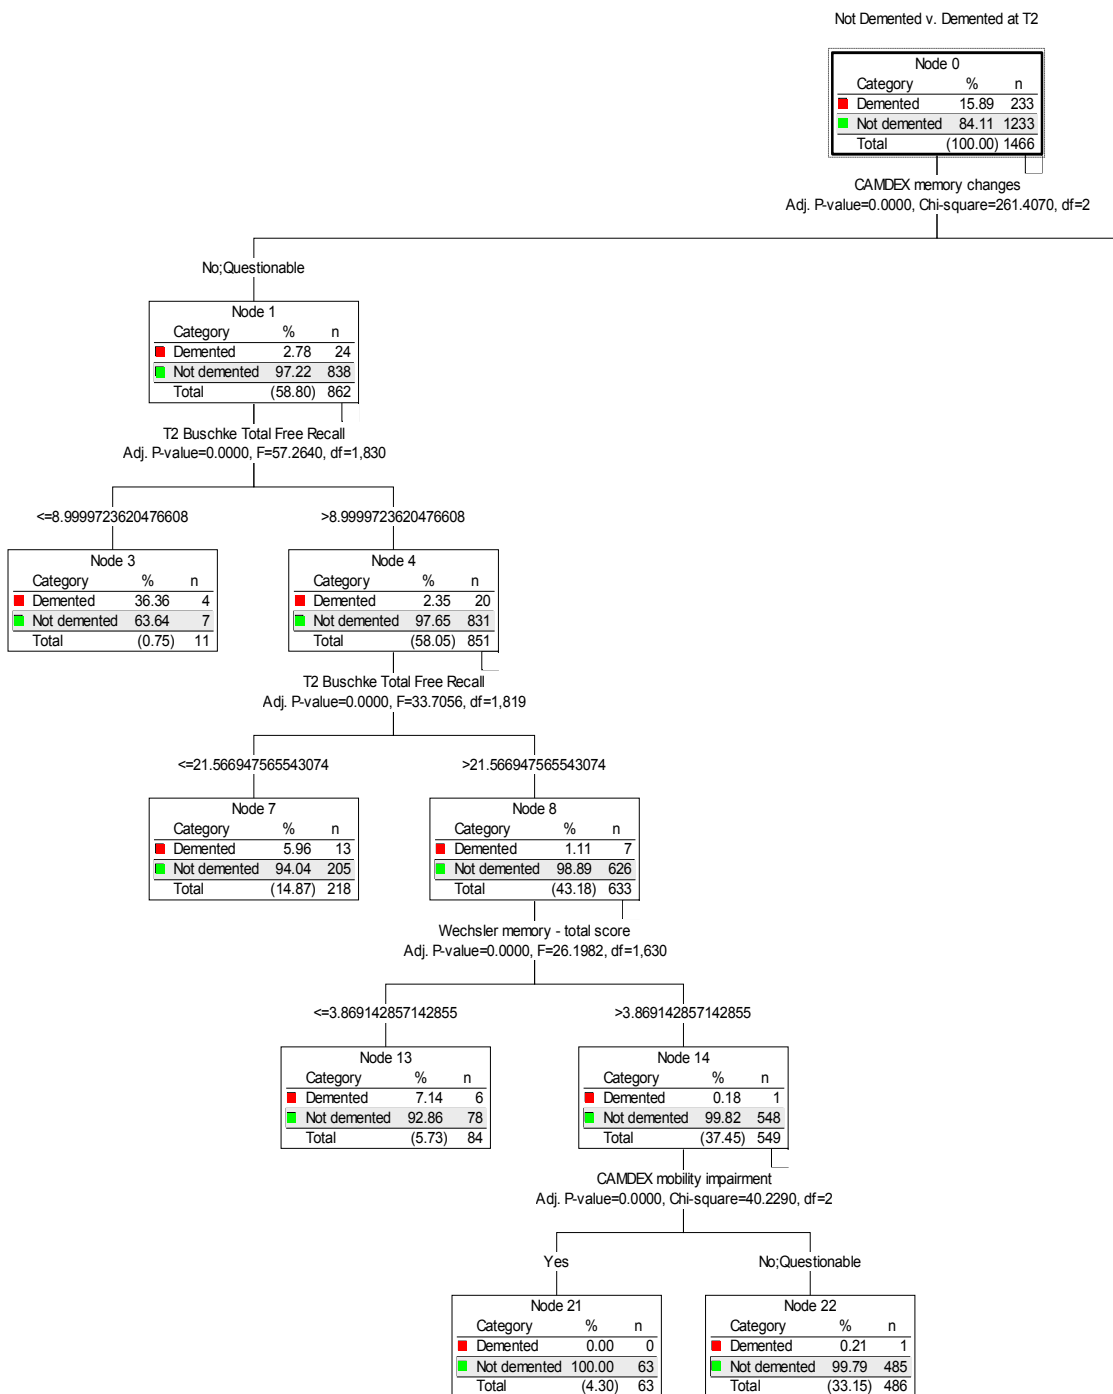 Not Demented v. Demented at T2
Node 0
Category % n
Demented 15.89 233
Not demented 84.11 1233
Total (100.00) 1466
CAMDEX memory changes
Adj. P-value=0.0000, Chi-square=261.4070, df=2
No;Questionable
Node 1
Category % n
Demented 2.78 24
Not demented 97.22 838
Total (58.80) 862
T2 Buschke Total Free Recall
Adj. P-value=0.0000, F=57.2640, df=1,830
<=8.9999723620476608
>8.9999723620476608
Node 3
Category % n
Demented 36.36 4
Not demented 63.64 7
Total (0.75) 11
Node 4
Category % n
Demented 2.35 20
Not demented 97.65 831
Total (58.05) 851
T2 Buschke Total Free Recall
Adj. P-value=0.0000, F=33.7056, df=1,819
<=21.566947565543074
>21.566947565543074
Node 7
Category % n
Demented 5.96 13
Not demented 94.04 205
Total (14.87) 218
Node 8
Category % n
Demented 1.11 7
Not demented 98.89 626
Total (43.18) 633
Wechsler memory - total score
Adj. P-value=0.0000, F=26.1982, df=1,630
<=3.869142857142855
>3.869142857142855
Node 13
Category % n
Demented 7.14 6
Not demented 92.86 78
Total (5.73) 84
Node 14
Category % n
Demented 0.18 1
Not demented 99.82 548
Total (37.45) 549
CAMDEX mobility impairment
Adj. P-value=0.0000, Chi-square=40.2290, df=2
Yes
No;Questionable
Node 21
Category % n
Demented 0.00 0
Not demented 100.00 63
Total (4.30) 63
Node 22
Category % n
Demented 0.21 1
Not demented 99.79 485
Total (33.15) 486